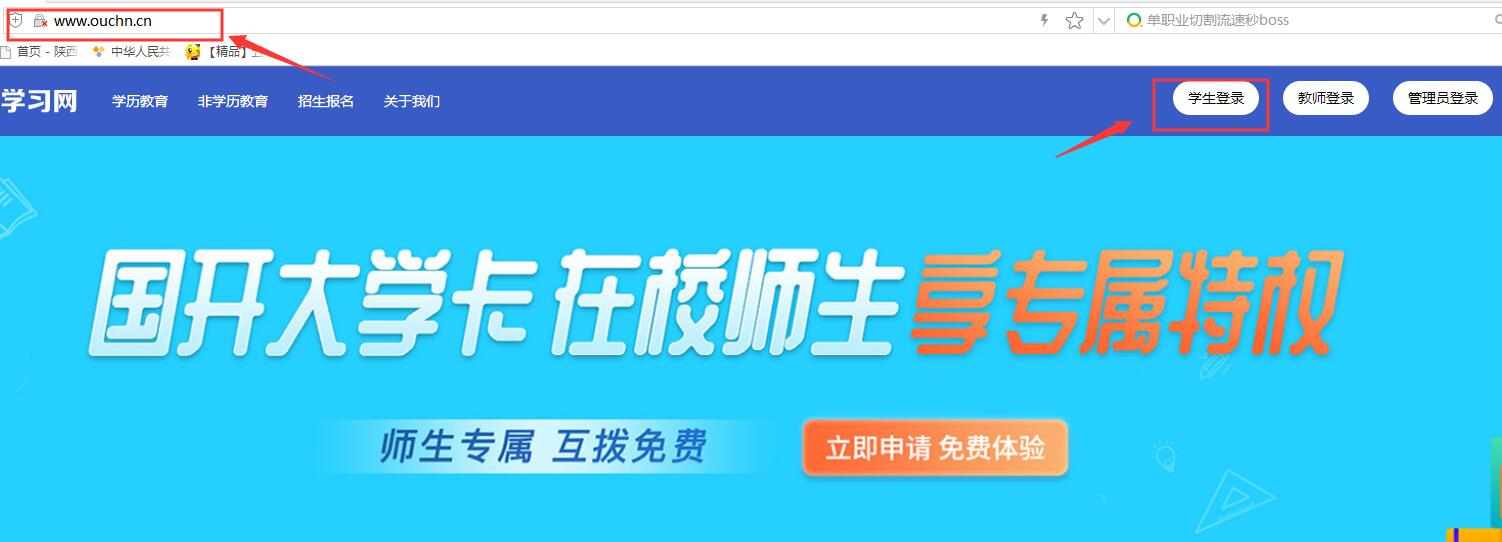 www.ouchn.cn
单职业切割流速秒boss
首页 - 陕西
中华人民共
【精品】
学习网 学历教育 非学历教育 招生报名 关于我们 学生登录 教师登录 管理员登录
国开大学卡 在校师生享专属特权
师生专属 互拨免费
立即申请 免费体验